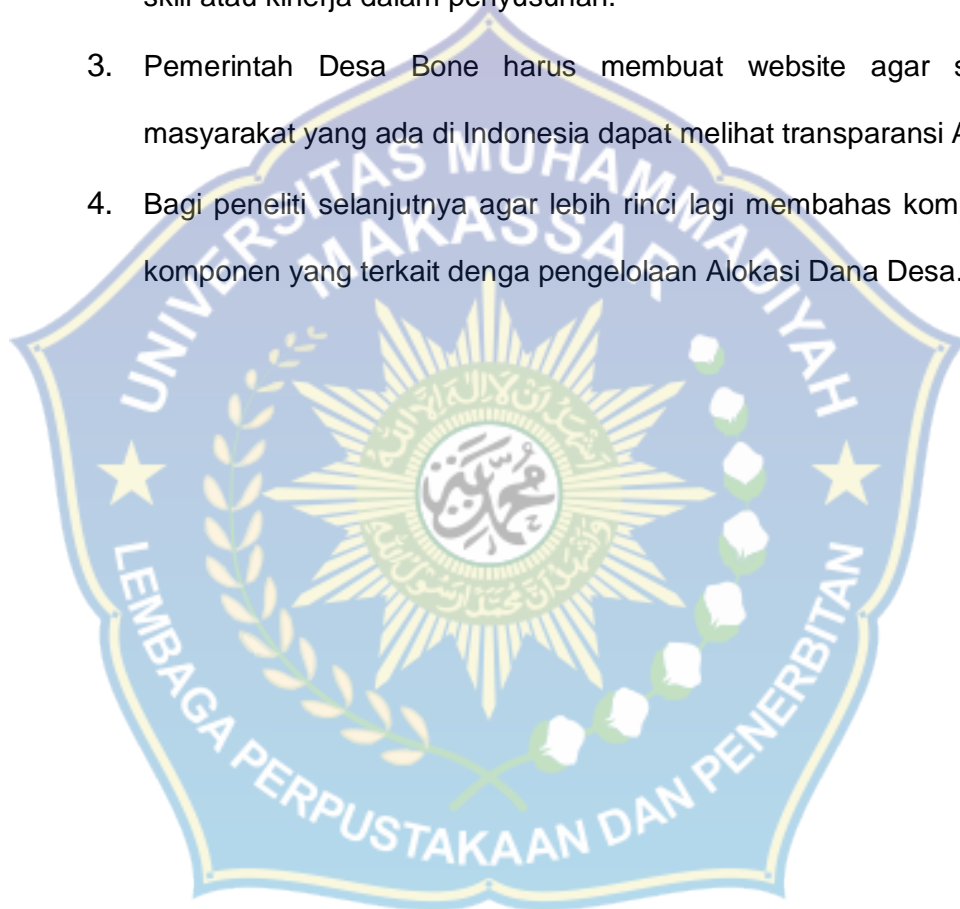 skill atau kinerja dalam penyusunan.
3. Pemerintah Desa Bone harus membuat website agar
masyarakat yang ada di Indonesia dapat melihat transparansi
4. Bagi peneliti selanjutnya agar lebih rinci lagi membahas
komponen yang terkait denga pengelolaan Alokasi Dana Desa.
UNIVERSITAS MUHAMMADIYAH
MAKASSAR
LEMBAGA PERPUSTAKAAN DAN PENERBITAN